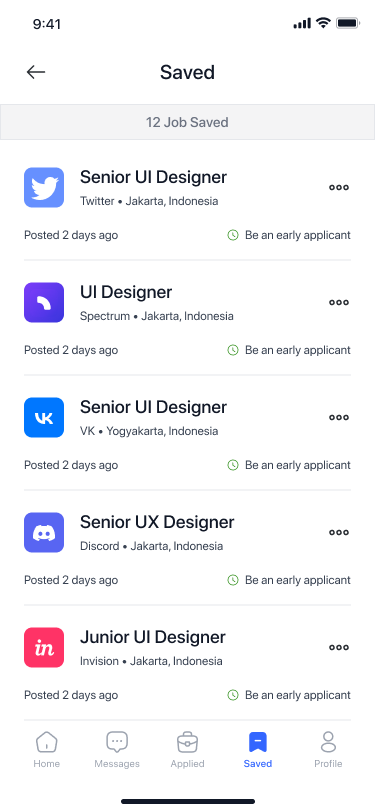 9:41
Saved
12 Job Saved
Senior UI Designer
Twitter • Jakarta, Indonesia
Posted 2 days ago
Be an early applicant
UI Designer
Spectrum • Jakarta, Indonesia
Posted 2 days ago
Be an early applicant
Senior UI Designer
VK • Yogyakarta, Indonesia
Posted 2 days ago
Be an early applicant
Senior UX Designer
Discord • Jakarta, Indonesia
Posted 2 days ago
Be an early applicant
in
Junior UI Designer
Invision • Jakarta, Indonesia
Posted 2 days ago
Be an early applicant
Home
Messages
Applied
Saved
Profile